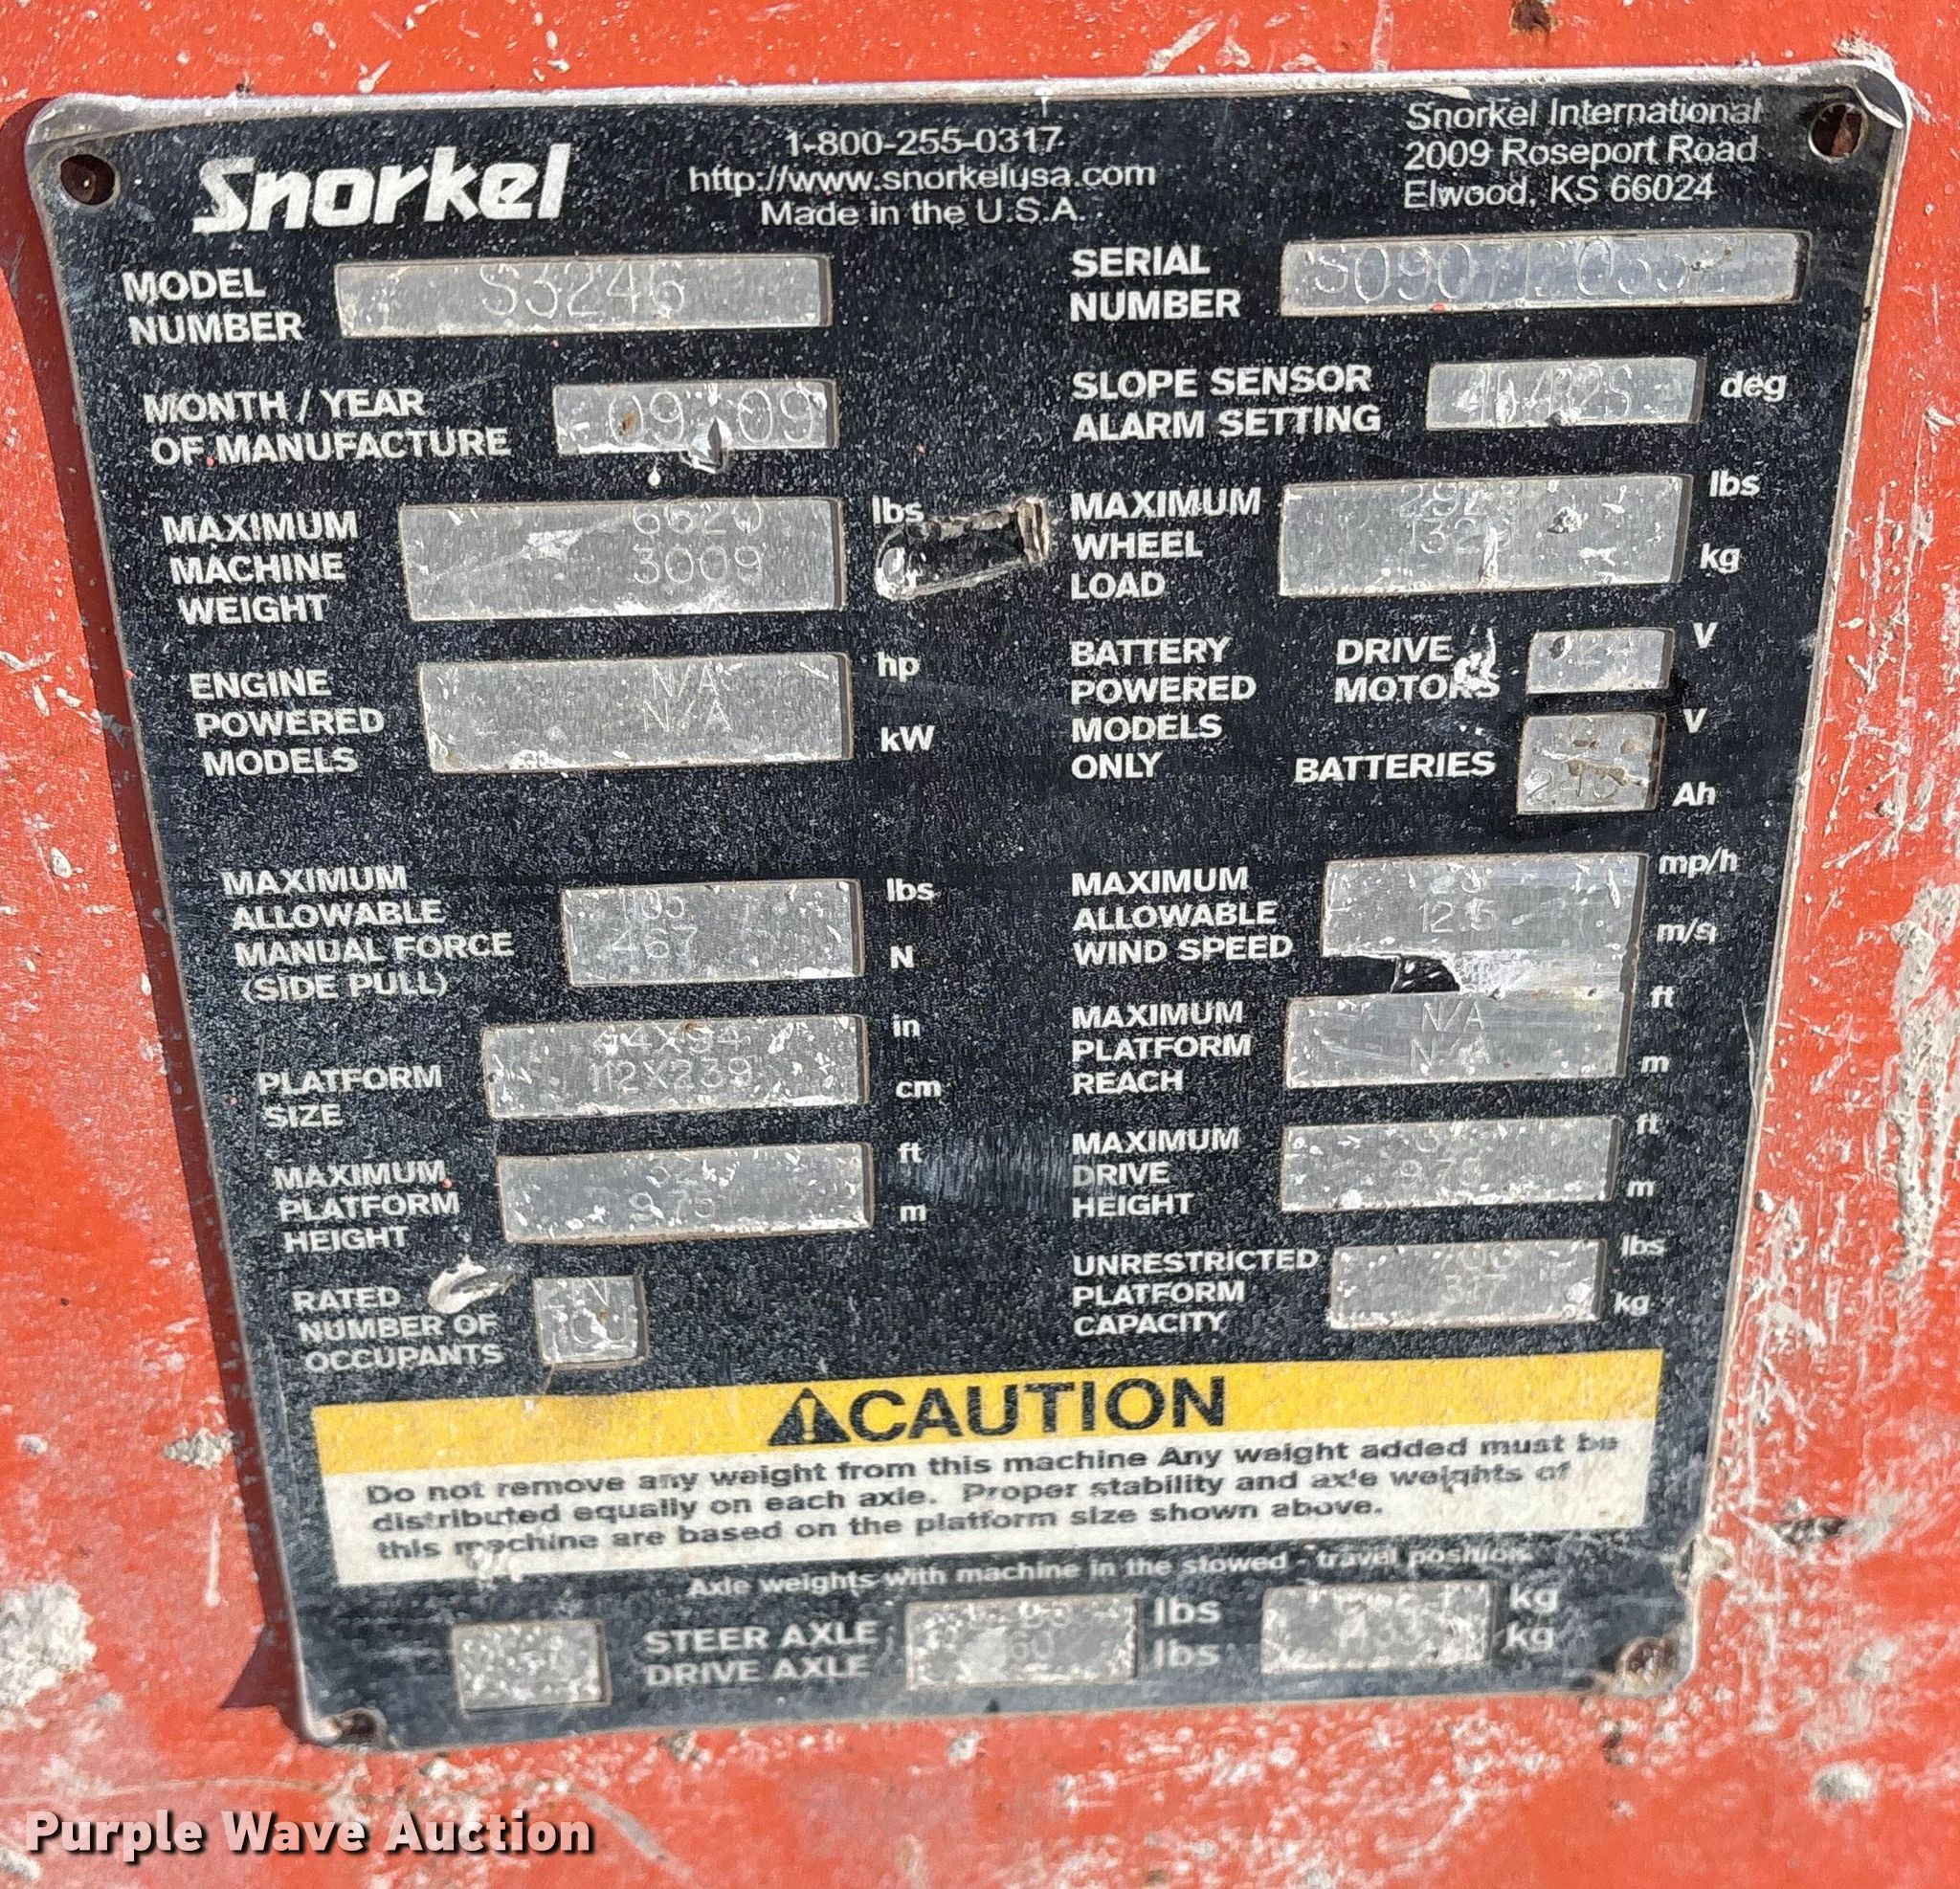 Snorkel
1-800-255-0317
http://www.snorkelusa.com
Made in the U.S.A.
Snorkel International
2009 Roseport Road
Elwood, KS 66024
MODEL
NUMBER
S3246
SERIAL
NUMBER
MONTH / YEAR
OF MANUFACTURE
09 09
SLOPE SENSOR
ALARM SETTING
deg
MAXIMUM
MACHINE
WEIGHT
6620
3009
lbs
MAXIMUM
WHEEL
LOAD
lbs
kg
ENGINE
POWERED
MODELS
N/A
N/A
hp
kW
BATTERY
POWERED
MODELS
ONLY
DRIVE
MOTORS
V
BATTERIES
V
Ah
MAXIMUM
ALLOWABLE
MANUAL FORCE
(SIDE PULL)
105
467
lbs
N
MAXIMUM
ALLOWABLE
WIND SPEED
12.5
mp/h
m/s
PLATFORM
SIZE
44X94
112X239
in
cm
MAXIMUM
PLATFORM
REACH
N/A
N/A
ft
m
MAXIMUM
PLATFORM
HEIGHT
32
9.75
ft
m
MAXIMUM
DRIVE
HEIGHT
ft
m
RATED
NUMBER OF
OCCUPANTS
UNRESTRICTED
PLATFORM
CAPACITY
lbs
kg
CAUTION
Do not remove any weight from this machine Any weight added must be
distributed equally on each axle. Proper stability and axle weights of
this machine are based on the platform size shown above.
Axle weights with machine in the stowed - travel position
STEER AXLE lbs kg
DRIVE AXLE lbs kg
Purple Wave Auction